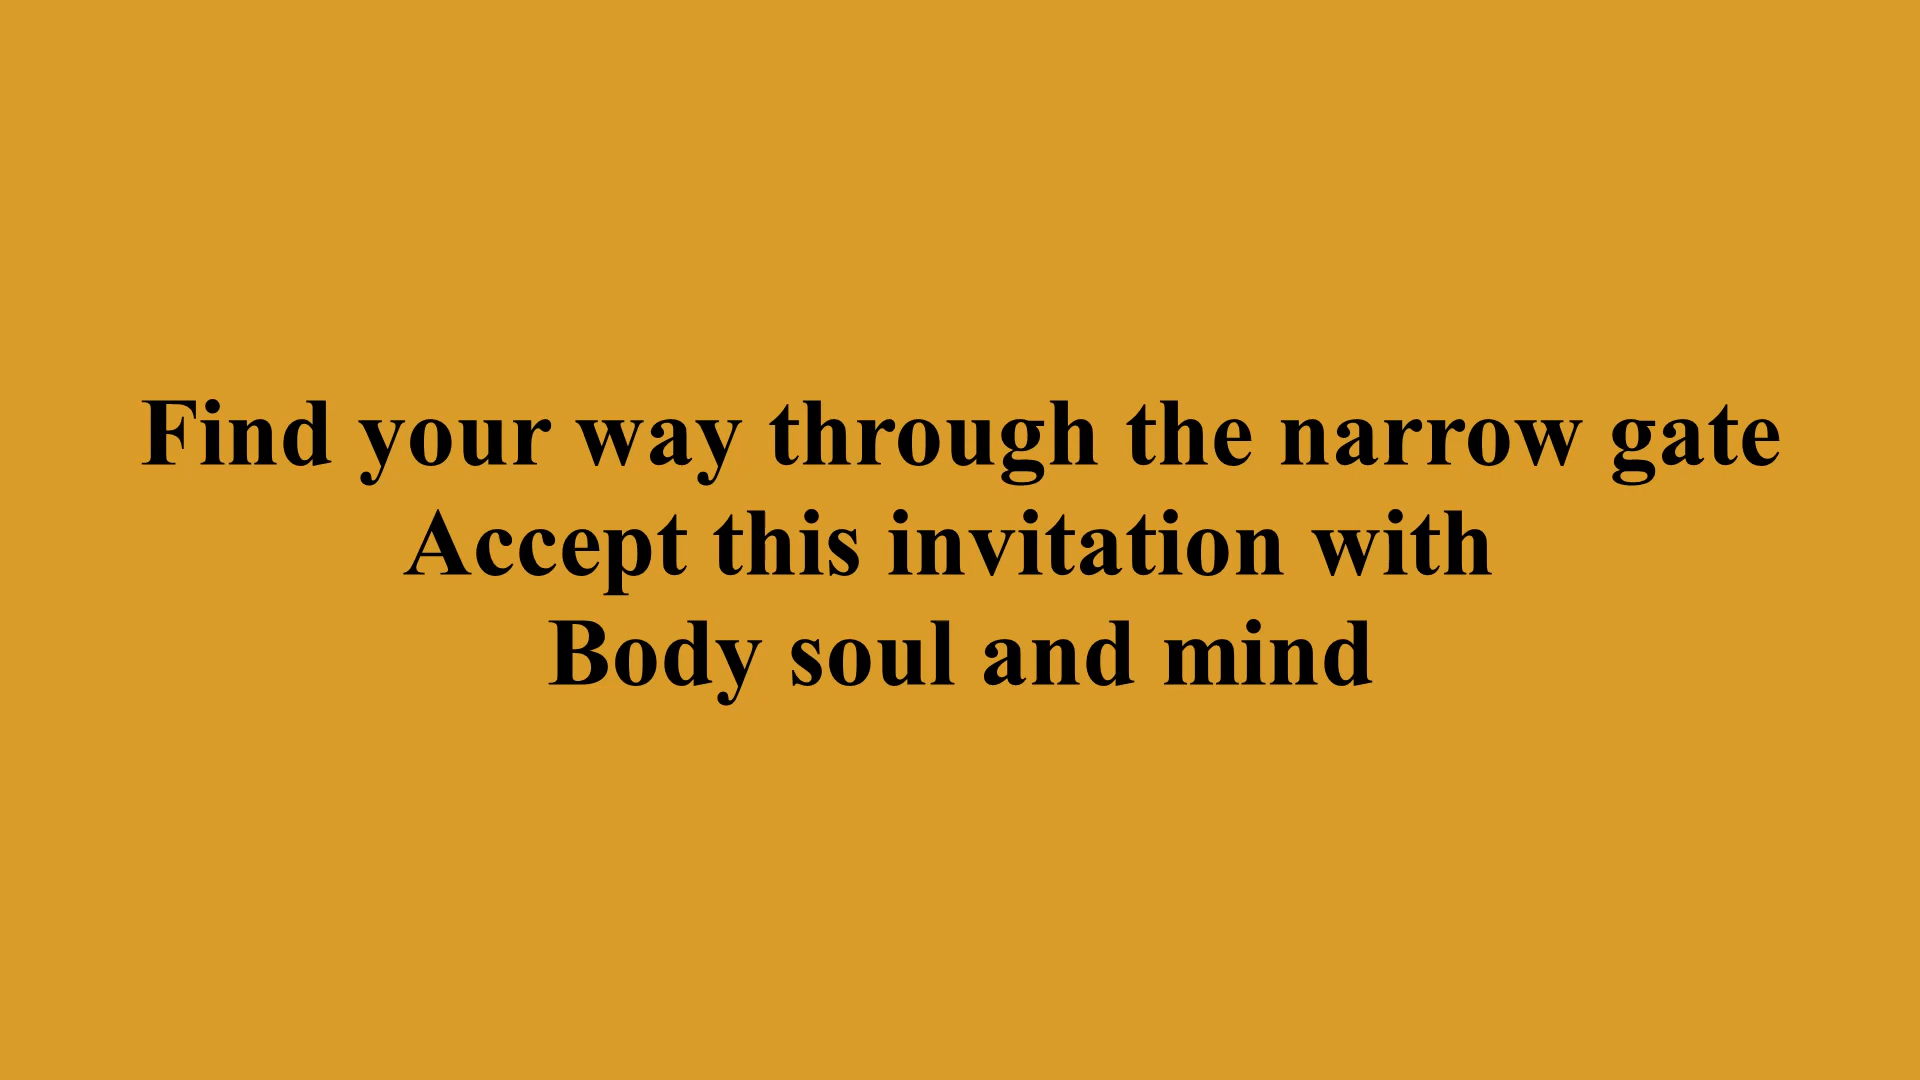 Find your way through the narrow gate
Accept this invitation with
Body soul and mind